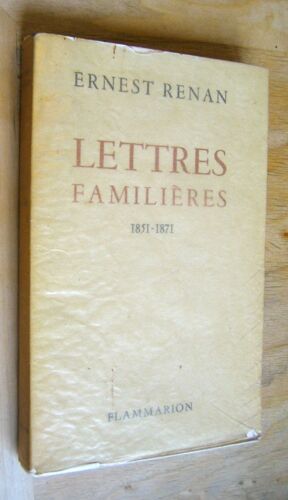 ERNEST RENAN
LETTRES
FAMILIÈRES
1851-1871
FLAMMARION